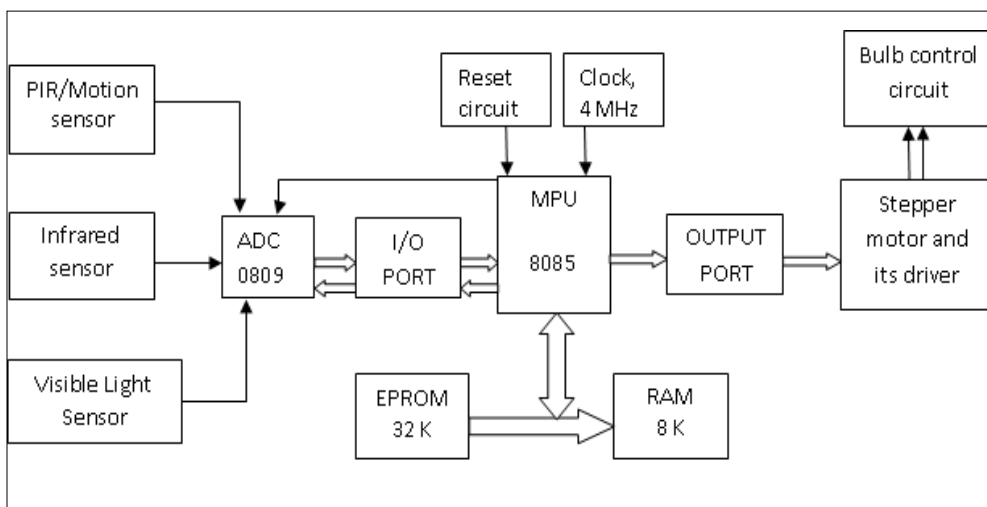 PIR/Motion
sensor
Infrared
sensor
Visible Light
Sensor
ADC
0809
I/O
PORT
Reset
circuit
Clock,
4 MHz
MPU
8085
EPROM
32 K
RAM
8 K
OUTPUT
PORT
Bulb control
circuit
Stepper
motor and
its driver